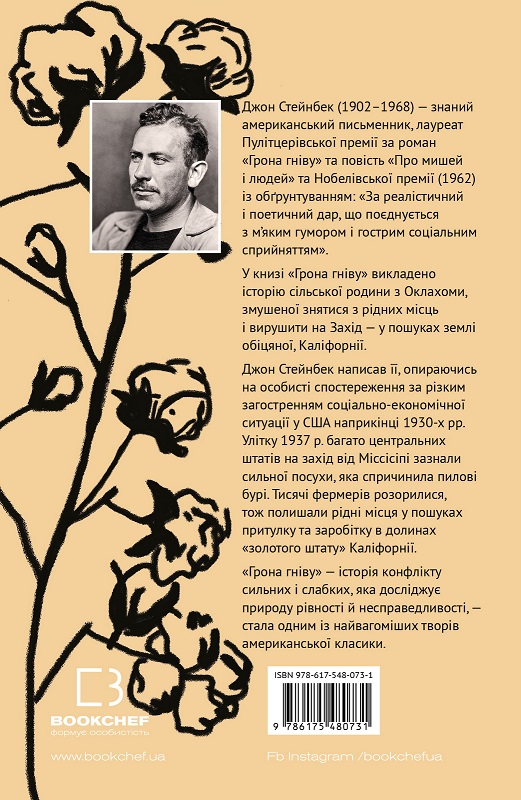 Джон Стейнбек (1902–1968) — знаний
американський письменник, лауреат
Пулітцерівської премії за роман
«Грона гніву» та повість «Про мишей
і людей» та Нобелівської премії (1962)
із обґрунтуванням: «За реалістичний
і поетичний дар, що поєднується
з м’яким гумором і гострим соціальним
сприйняттям».
У книзі «Грона гніву» викладено
історію сільської родини з Оклахоми,
змушеної знятися з рідних місць
і вирушити на Захід — у пошуках землі
обіцяної, Каліфорнії.
Джон Стейнбек написав її, опираючись
на особисті спостереження за різким
загостренням соціально-економічної
ситуації у США наприкінці 1930-х рр.
Улітку 1937 р. багато центральних
штатів на захід від Міссісіпі зазнали
сильної посухи, яка спричинила пилові
бурі. Тисячі фермерів розорилися,
тож полишали рідні місця у пошуках
притулку та заробітку в долинах
«золотого штату» Каліфорнії.
«Грона гніву» — історія конфлікту
сильних і слабких, яка досліджує
природу рівності й несправедливості, —
стала одним із найвагоміших творів
американської класики.
ISBN 978-617-548-073-1
9 786175 480731
BOOKCHEF
формує особистість
www.bookchef.ua
Fb Instagram /bookchefua